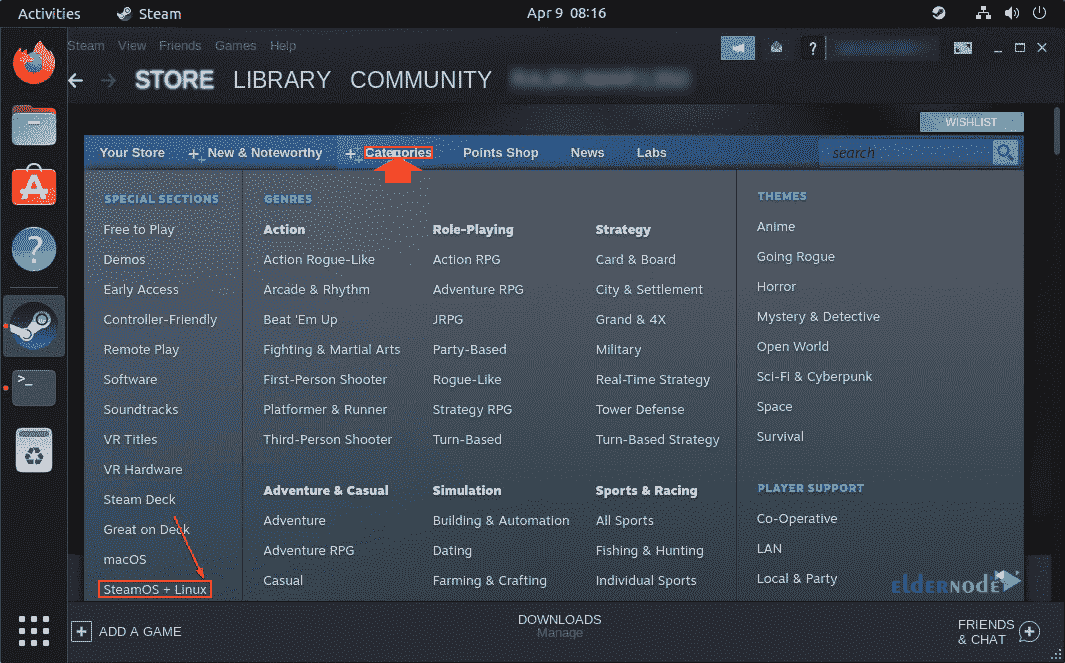 Activities Steam Apr 9 08:16
Steam View Friends Games Help
?
STORE LIBRARY COMMUNITY
WISHLIST
Your Store New & Noteworthy Categories Points Shop News Labs search
SPECIAL SECTIONS
Free to Play
Demos
Early Access
Controller-Friendly
Remote Play
Software
Soundtracks
VR Titles
VR Hardware
Steam Deck
Great on Deck
macOS
SteamOS + Linux
GENRES
Action
Action Rogue-Like
Arcade & Rhythm
Beat 'Em Up
Fighting & Martial Arts
First-Person Shooter
Platformer & Runner
Third-Person Shooter
Role-Playing
Action RPG
Adventure RPG
JRPG
Party-Based
Rogue-Like
Strategy RPG
Turn-Based
Strategy
Card & Board
City & Settlement
Grand & 4X
Military
Real-Time Strategy
Tower Defense
Turn-Based Strategy
Adventure & Casual
Adventure
Adventure RPG
Casual
Simulation
Building & Automation
Dating
Farming & Crafting
Sports & Racing
All Sports
Fishing & Hunting
Individual Sports
THEMES
Anime
Going Rogue
Horror
Mystery & Detective
Open World
Sci-Fi & Cyberpunk
Space
Survival
PLAYER SUPPORT
Co-Operative
LAN
Local & Party
elderNode
ADD A GAME
DOWNLOADS
Manage
FRIENDS
& CHAT